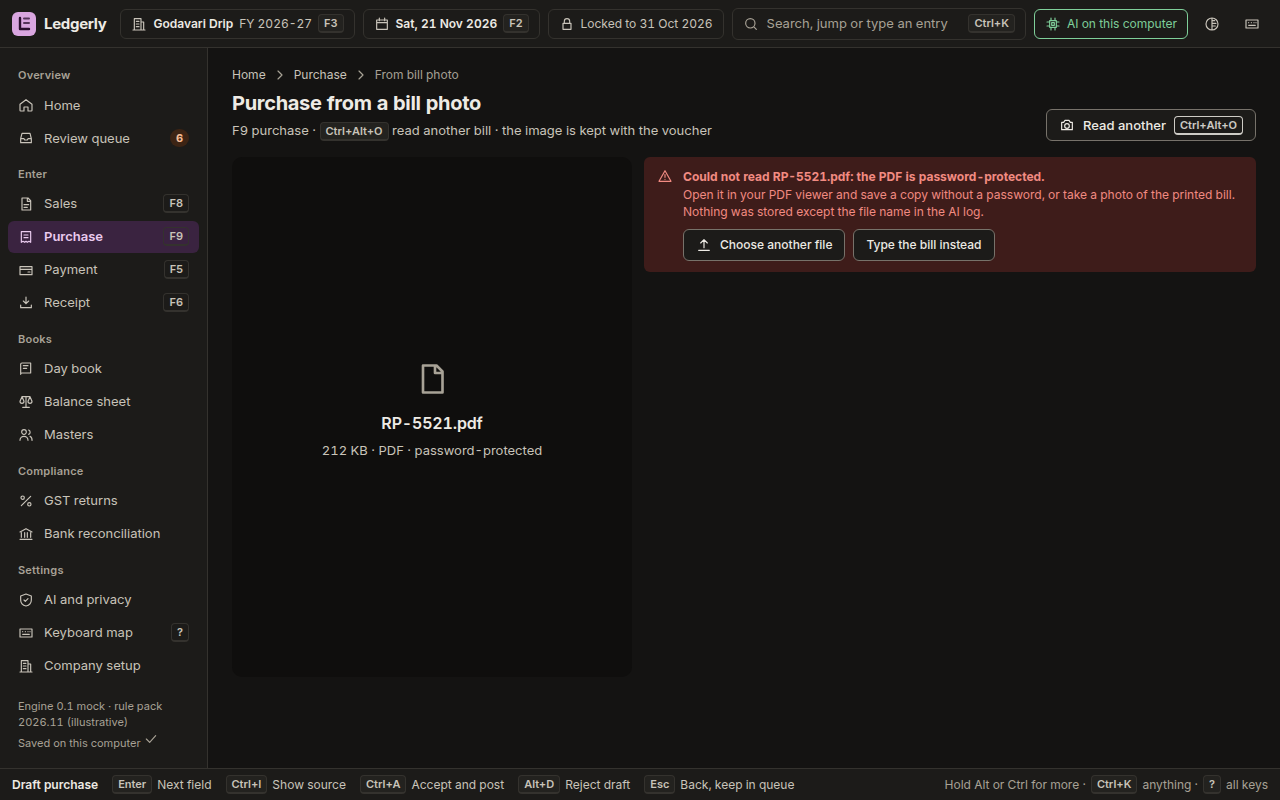 Ledgerly
Godavari Drip FY 2026-27 F3
Sat, 21 Nov 2026 F2
Locked to 31 Oct 2026
Search, jump or type an entry Ctrl+K
AI on this computer
Overview
Home
Review queue 6
Enter
Sales F8
Purchase F9
Payment F5
Receipt F6
Books
Day book
Balance sheet
Masters
Compliance
GST returns
Bank reconciliation
Settings
AI and privacy
Keyboard map ?
Company setup
Engine 0.1 mock · rule pack
2026.11 (illustrative)
Saved on this computer
Home > Purchase > From bill photo
Purchase from a bill photo
F9 purchase · Ctrl+Alt+O read another bill · the image is kept with the voucher
Read another Ctrl+Alt+O
RP-5521.pdf
212 KB · PDF · password-protected
Could not read RP-5521.pdf: the PDF is password-protected.
Open it in your PDF viewer and save a copy without a password, or take a photo of the printed bill.
Nothing was stored except the file name in the AI log.
Choose another file
Type the bill instead
Draft purchase Enter Next field Ctrl+I Show source Ctrl+A Accept and post Alt+D Reject draft Esc Back, keep in queue
Hold Alt or Ctrl for more · Ctrl+K anything · ? all keys